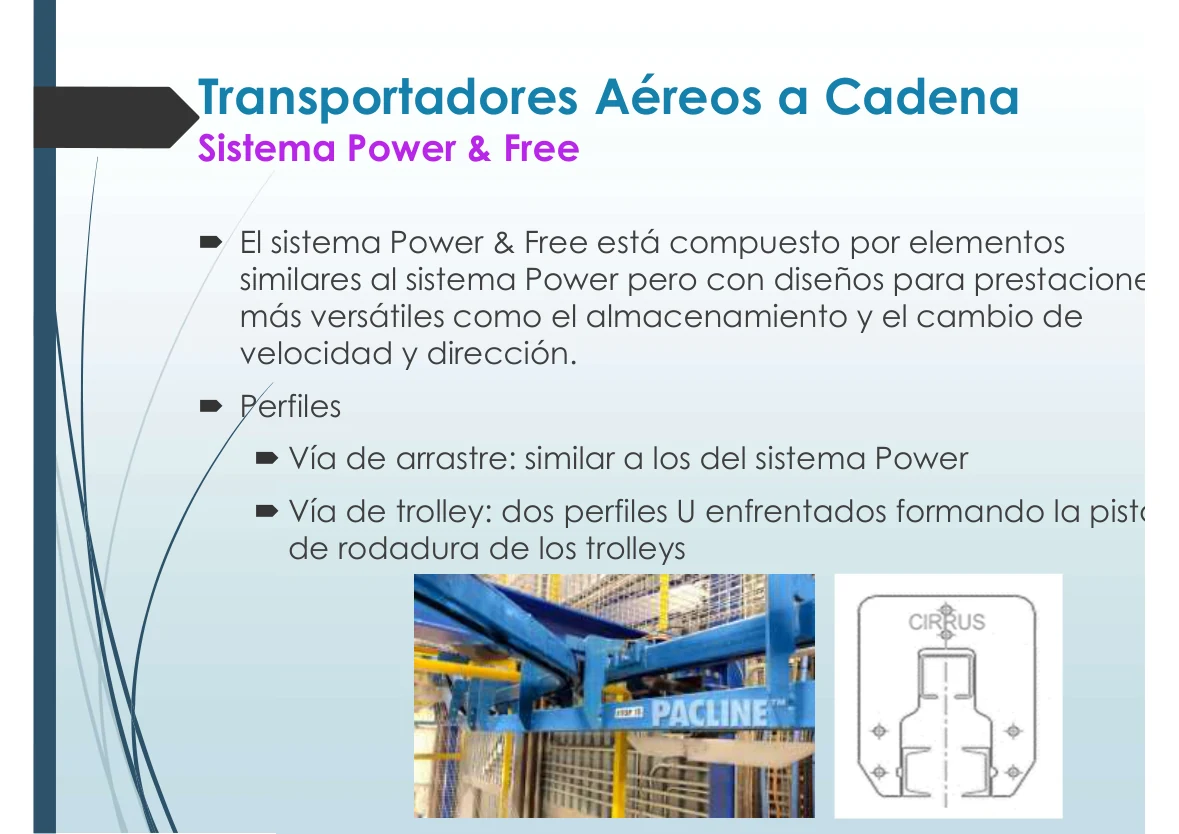 Transportadores Aéreos a Cadena
Sistema Power & Free
El sistema Power & Free está compuesto por elementos
similares al sistema Power pero con diseños para prestacione
más versátiles como el almacenamiento y el cambio de
velocidad y dirección.
Perfiles
Vía de arrastre: similar a los del sistema Power
Vía de trolley: dos perfiles U enfrentados formando la pista
de rodadura de los trolleys
CIRRUS
PACLINE™